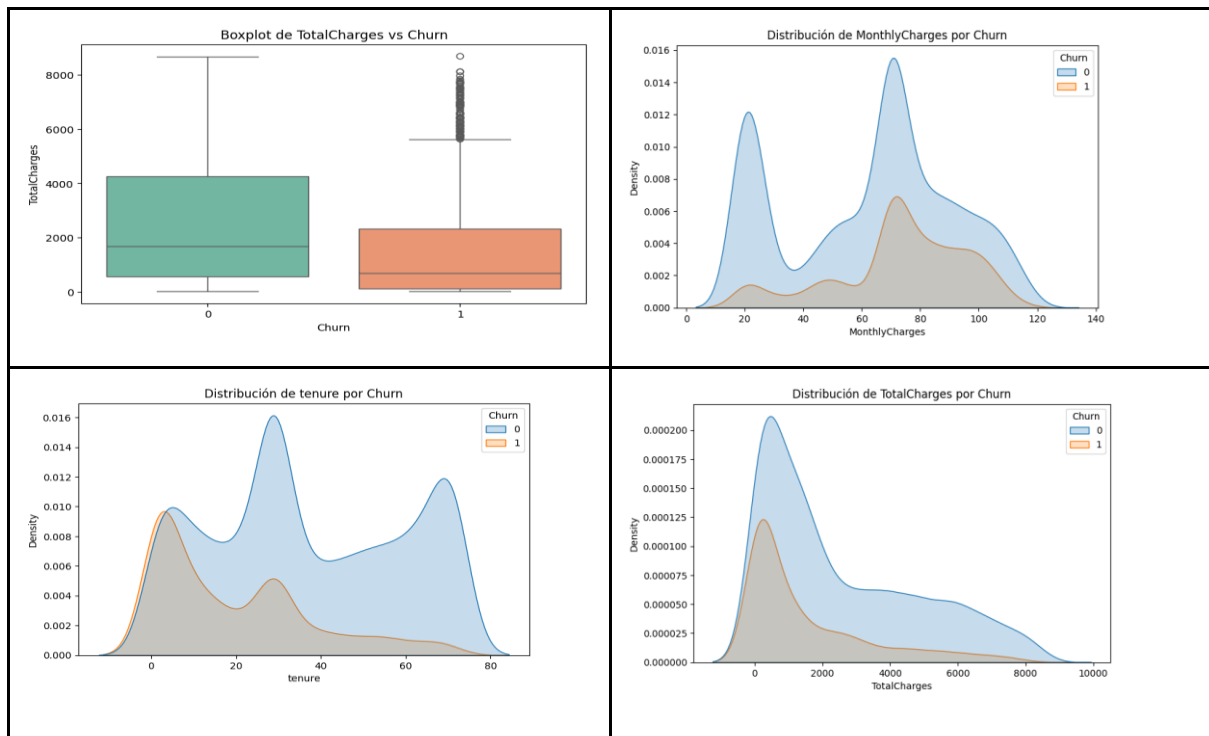 Boxplot de TotalCharges vs Churn
TotalCharges
8000
6000
4000
2000
0
0 1
Churn
Distribución de MonthlyCharges por Churn
Density
0.016
0.014
0.012
0.010
0.008
0.006
0.004
0.002
0.000
Churn
0
1
0 20 40 60 80 100 120 140
MonthlyCharges
Distribución de tenure por Churn
Density
0.016
0.014
0.012
0.010
0.008
0.006
0.004
0.002
0.000
Churn
0
1
0 20 40 60 80
tenure
Distribución de TotalCharges por Churn
Density
0.000200
0.000175
0.000150
0.000125
0.000100
0.000075
0.000050
0.000025
0.000000
Churn
0
1
0 2000 4000 6000 8000 10000
TotalCharges